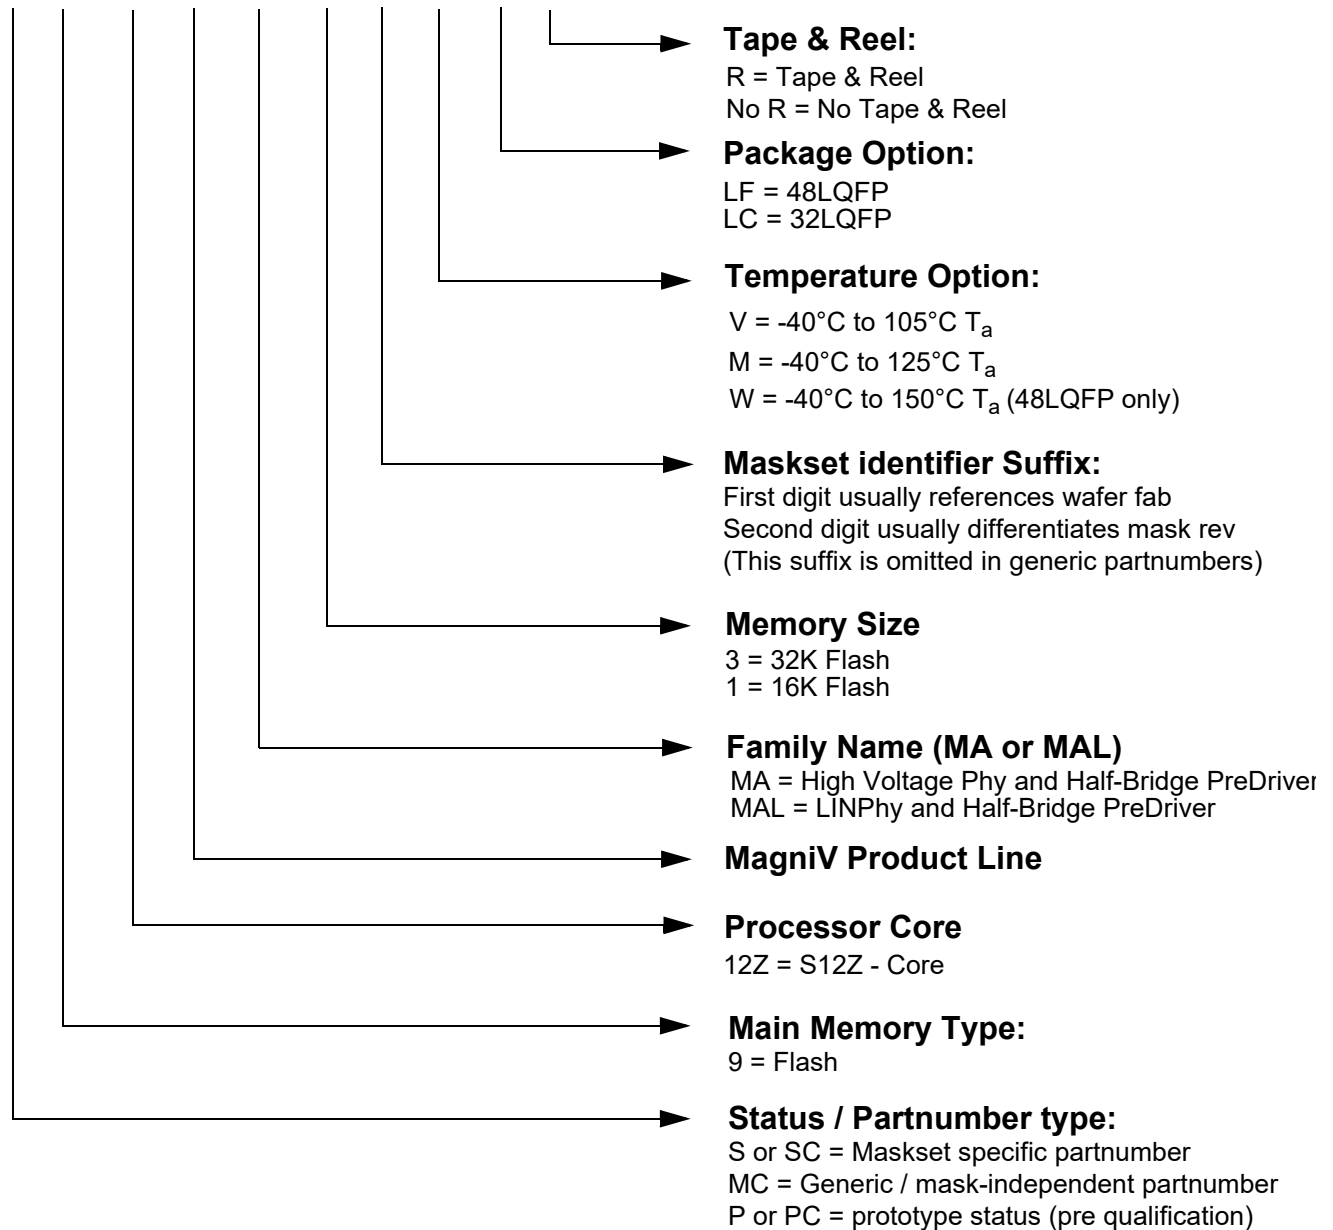 Tape & Reel:
R = Tape & Reel
No R = No Tape & Reel
Package Option:
LF = 48LQFP
LC = 32LQFP
Temperature Option:
V = -40°C to 105°C Ta
M = -40°C to 125°C Ta
W = -40°C to 150°C Ta (48LQFP only)
Maskset identifier Suffix:
First digit usually references wafer fab
Second digit usually differentiates mask rev
(This suffix is omitted in generic partnumbers)
Memory Size
3 = 32K Flash
1 = 16K Flash
Family Name (MA or MAL)
MA = High Voltage Phy and Half-Bridge PreDriver
MAL = LINPhy and Half-Bridge PreDriver
MagniV Product Line
Processor Core
12Z = S12Z - Core
Main Memory Type:
9 = Flash
Status / Partnumber type:
S or SC = Maskset specific partnumber
MC = Generic / mask-independent partnumber
P or PC = prototype status (pre qualification)